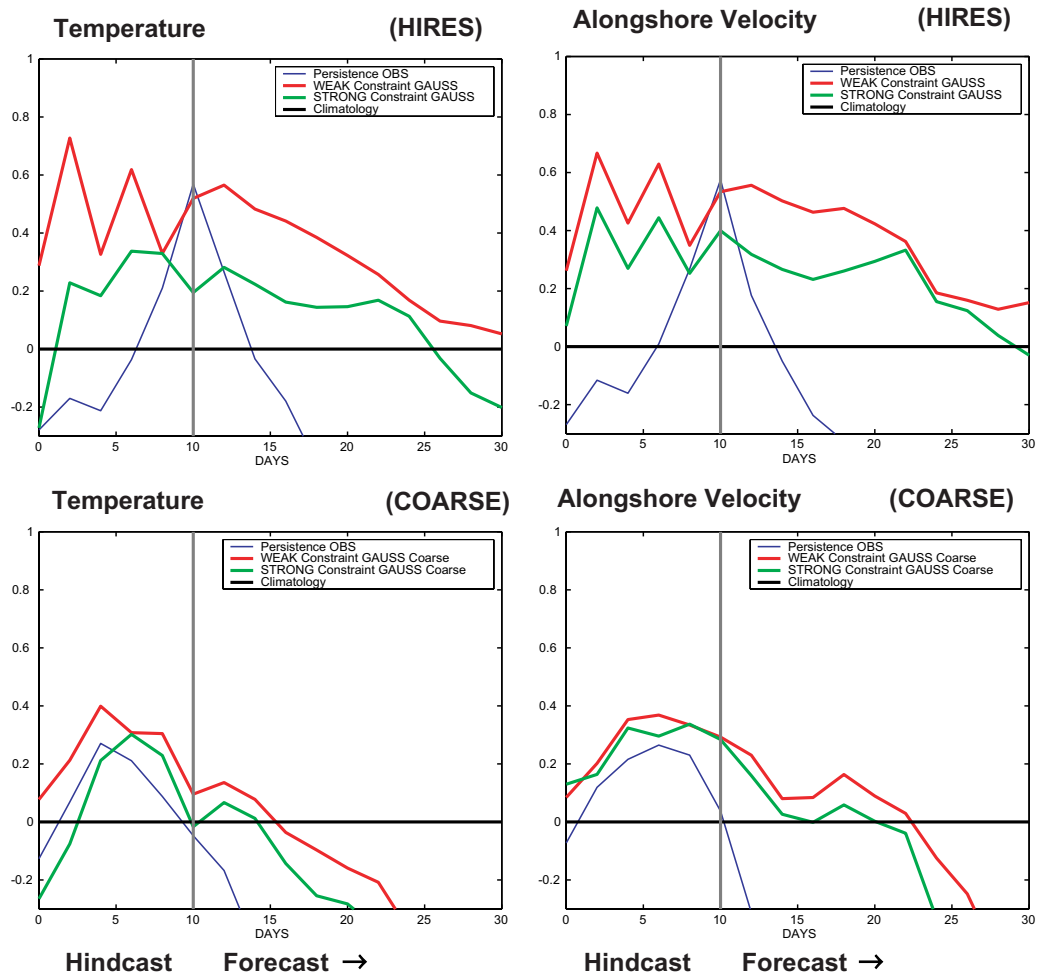 Temperature (HIRES)
1
0.8
0.6
0.4
0.2
0
-0.2
Persistence OBS
WEAK Constraint GAUSS
STRONG Constraint GAUSS
Climatology
0 5 10 15 20 25 30
DAYS
Alongshore Velocity (HIRES)
1
0.8
0.6
0.4
0.2
0
-0.2
Persistence OBS
WEAK Constraint GAUSS
STRONG Constraint GAUSS
Climatology
0 5 10 15 20 25 30
DAYS
Temperature (COARSE)
1
0.8
0.6
0.4
0.2
0
-0.2
Persistence OBS
WEAK Constraint GAUSS Coarse
STRONG Constraint GAUSS Coarse
Climatology
0 5 10 15 20 25 30
DAYS
Hindcast Forecast →
Alongshore Velocity (COARSE)
1
0.8
0.6
0.4
0.2
0
-0.2
Persistence OBS
WEAK Constraint GAUSS Coarse
STRONG Constraint GAUSS Coarse
Climatology
0 5 10 15 20 25 30
DAYS
Hindcast Forecast →